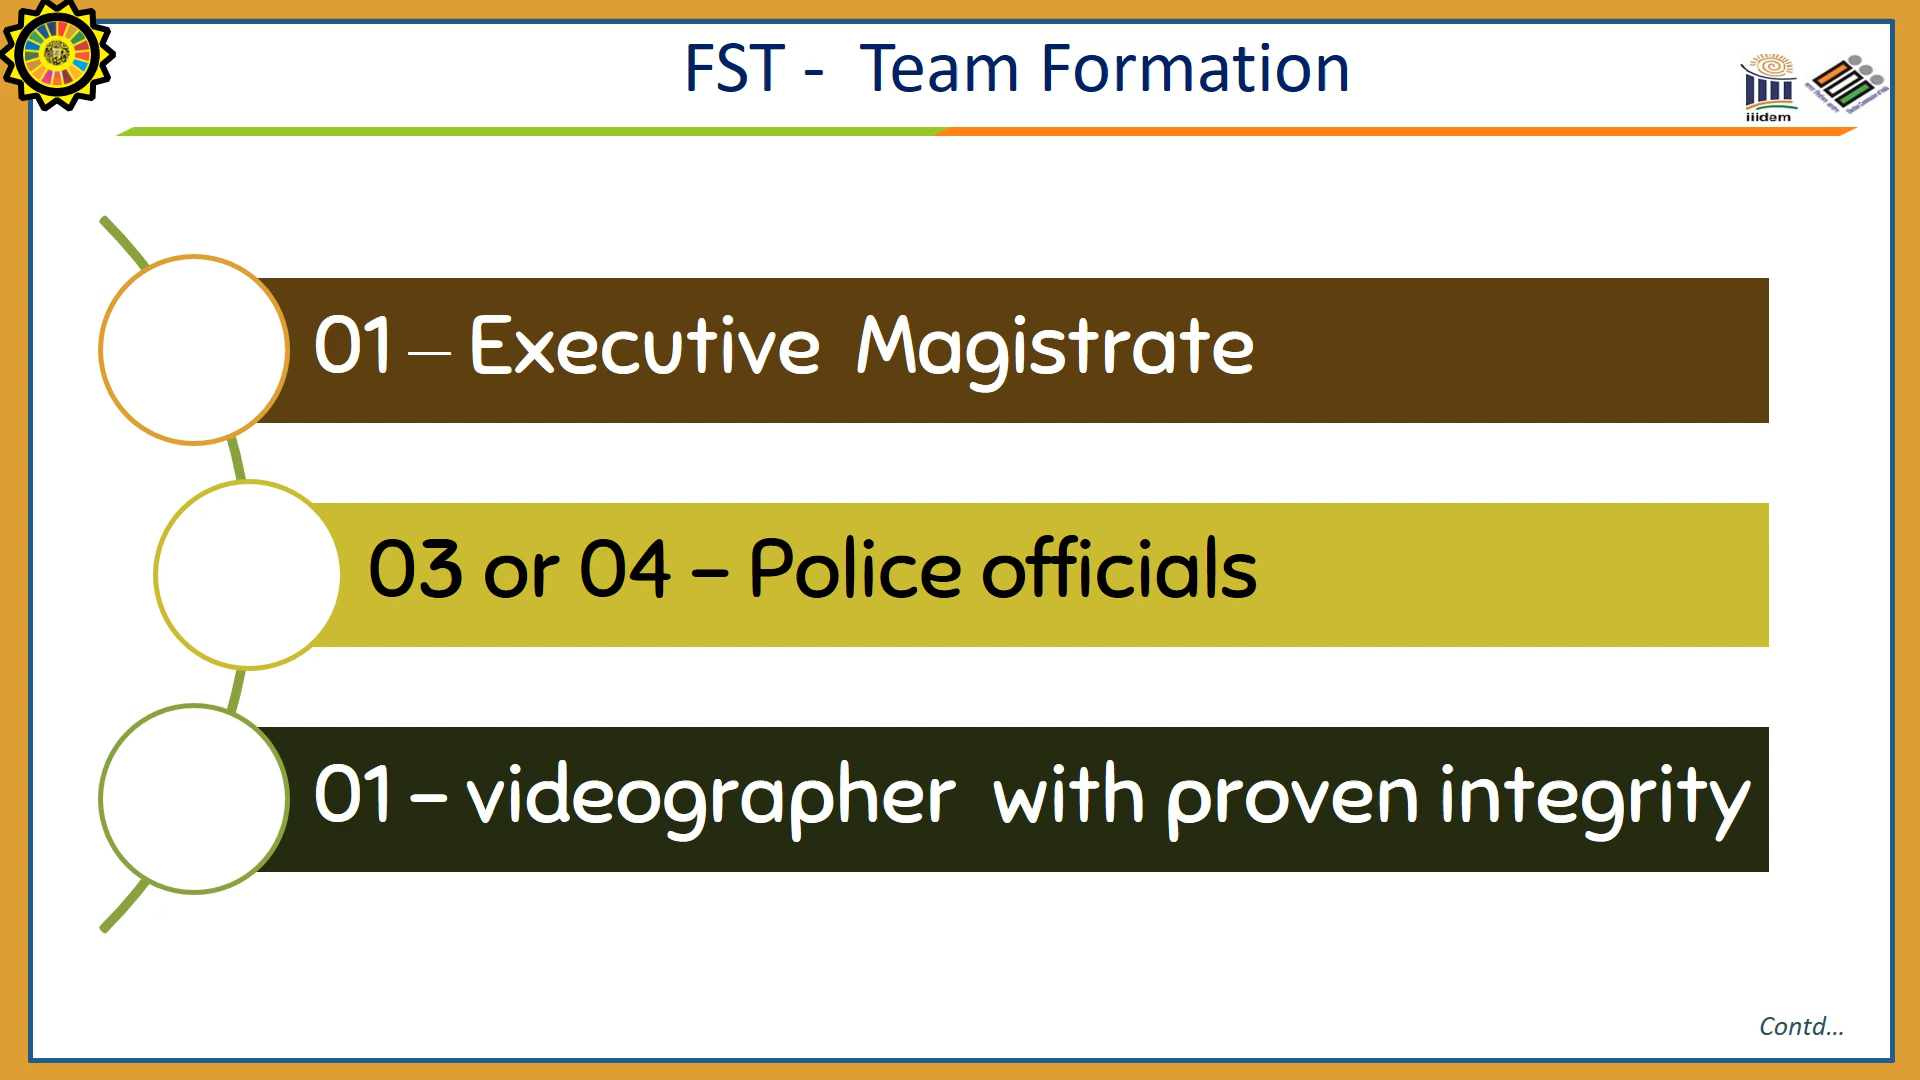 FST -  Team Formation
iiidem
01 – Executive  Magistrate
03 or 04 – Police officials
01 – videographer  with proven integrity
Contd...